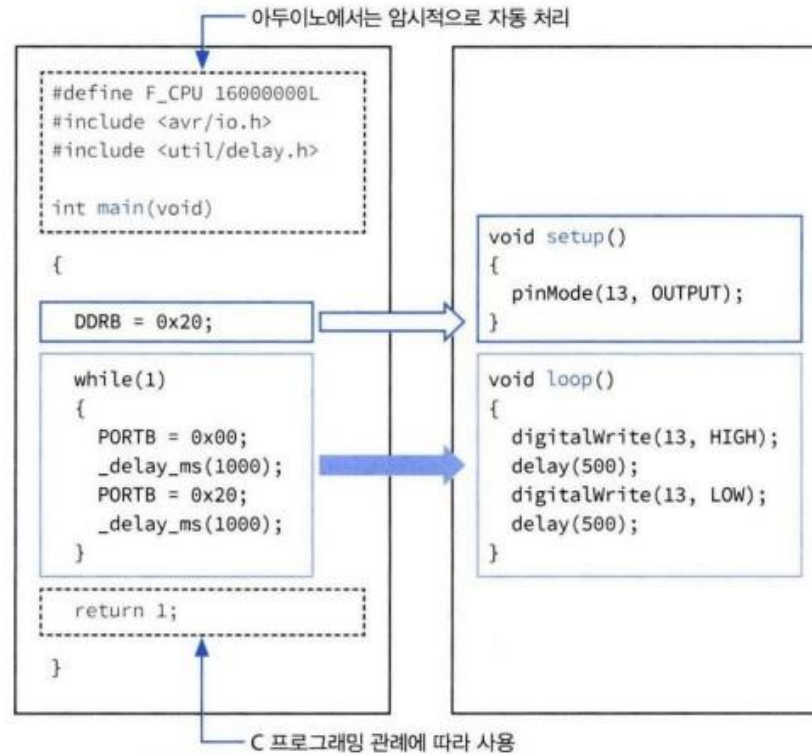 아두이노에서는 암시적으로 자동 처리
#define F_CPU 16000000L
#include <avr/io.h>
#include <util/delay.h>
int main(void)
{
DDRB = 0x20;
while(1)
{
PORTB = 0x00;
_delay_ms(1000);
PORTB = 0x20;
_delay_ms(1000);
}
return 1;
}
void setup()
{
pinMode(13, OUTPUT);
}
void loop()
{
digitalWrite(13, HIGH);
delay(500);
digitalWrite(13, LOW);
delay(500);
}
C 프로그래밍 관례에 따라 사용